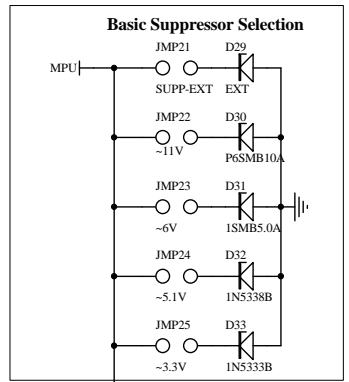 Basic Suppressor Selection
JMP21 D29
MPU
SUPP-EXT EXT
JMP22 D30
~11V P6SMB10A
JMP23 D31
~6V 1SMB5.0A
JMP24 D32
~5.1V 1N5338B
JMP25 D33
~3.3V 1N5333B